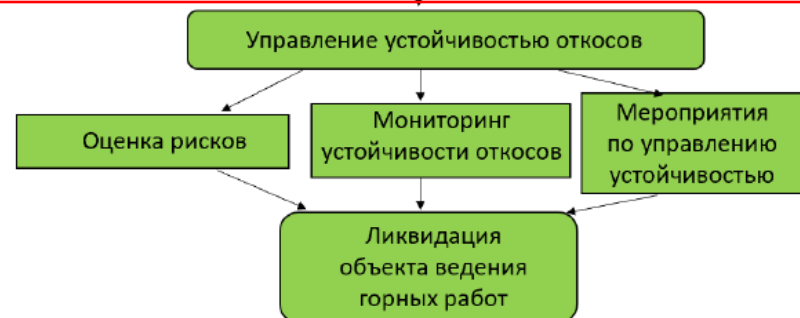 Управление устойчивостью откосов
Оценка рисков
Мониторинг
устойчивости откосов
Мероприятия
по управлению
устойчивостью
Ликвидация
объекта ведения
горных работ